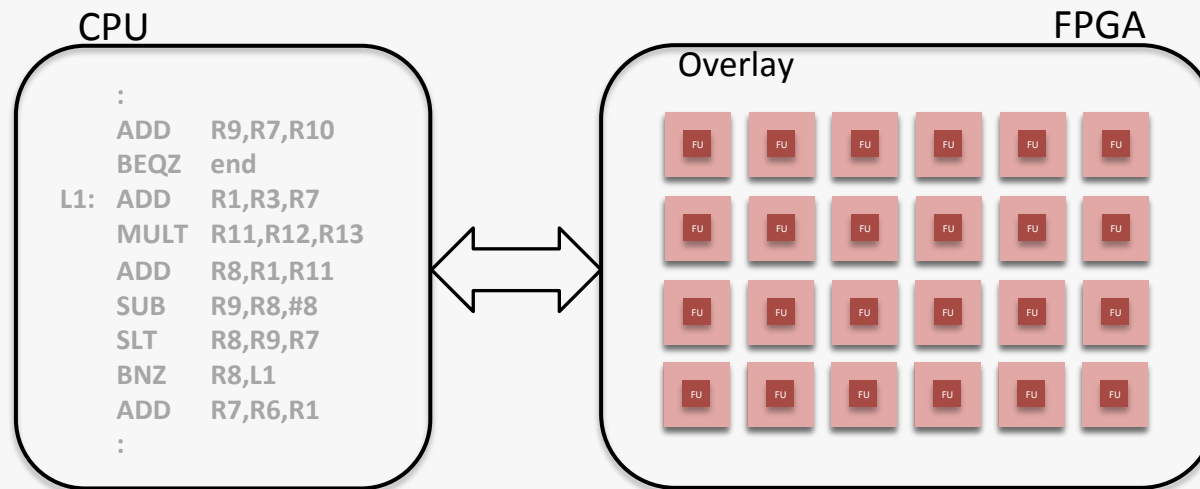 CPU
:
ADD R9,R7,R10
BEQZ end
L1: ADD R1,R3,R7
MULT R11,R12,R13
ADD R8,R1,R11
SUB R9,R8,#8
SLT R8,R9,R7
BNZ R8,L1
ADD R7,R6,R1
:
FPGA
Overlay
FU FU FU FU FU FU
FU FU FU FU FU FU
FU FU FU FU FU FU
FU FU FU FU FU FU